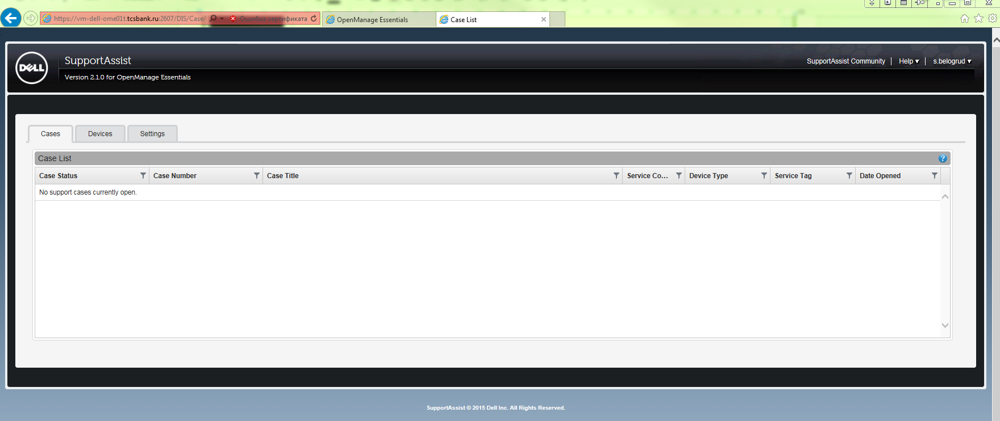 https://vm-dell-ome01t.tcsbank.ru:2607/DIS/Case/ Ошибка сертификата OpenManage Essentials Case List
DELL
SupportAssist
Version 2.1.0 for OpenManage Essentials
SupportAssist Community Help s.belogrud
Cases Devices Settings
Case List
Case Status Case Number Case Title Service Co... Device Type Service Tag Date Opened
No support cases currently open.
SupportAssist © 2015 Dell Inc. All Rights Reserved.